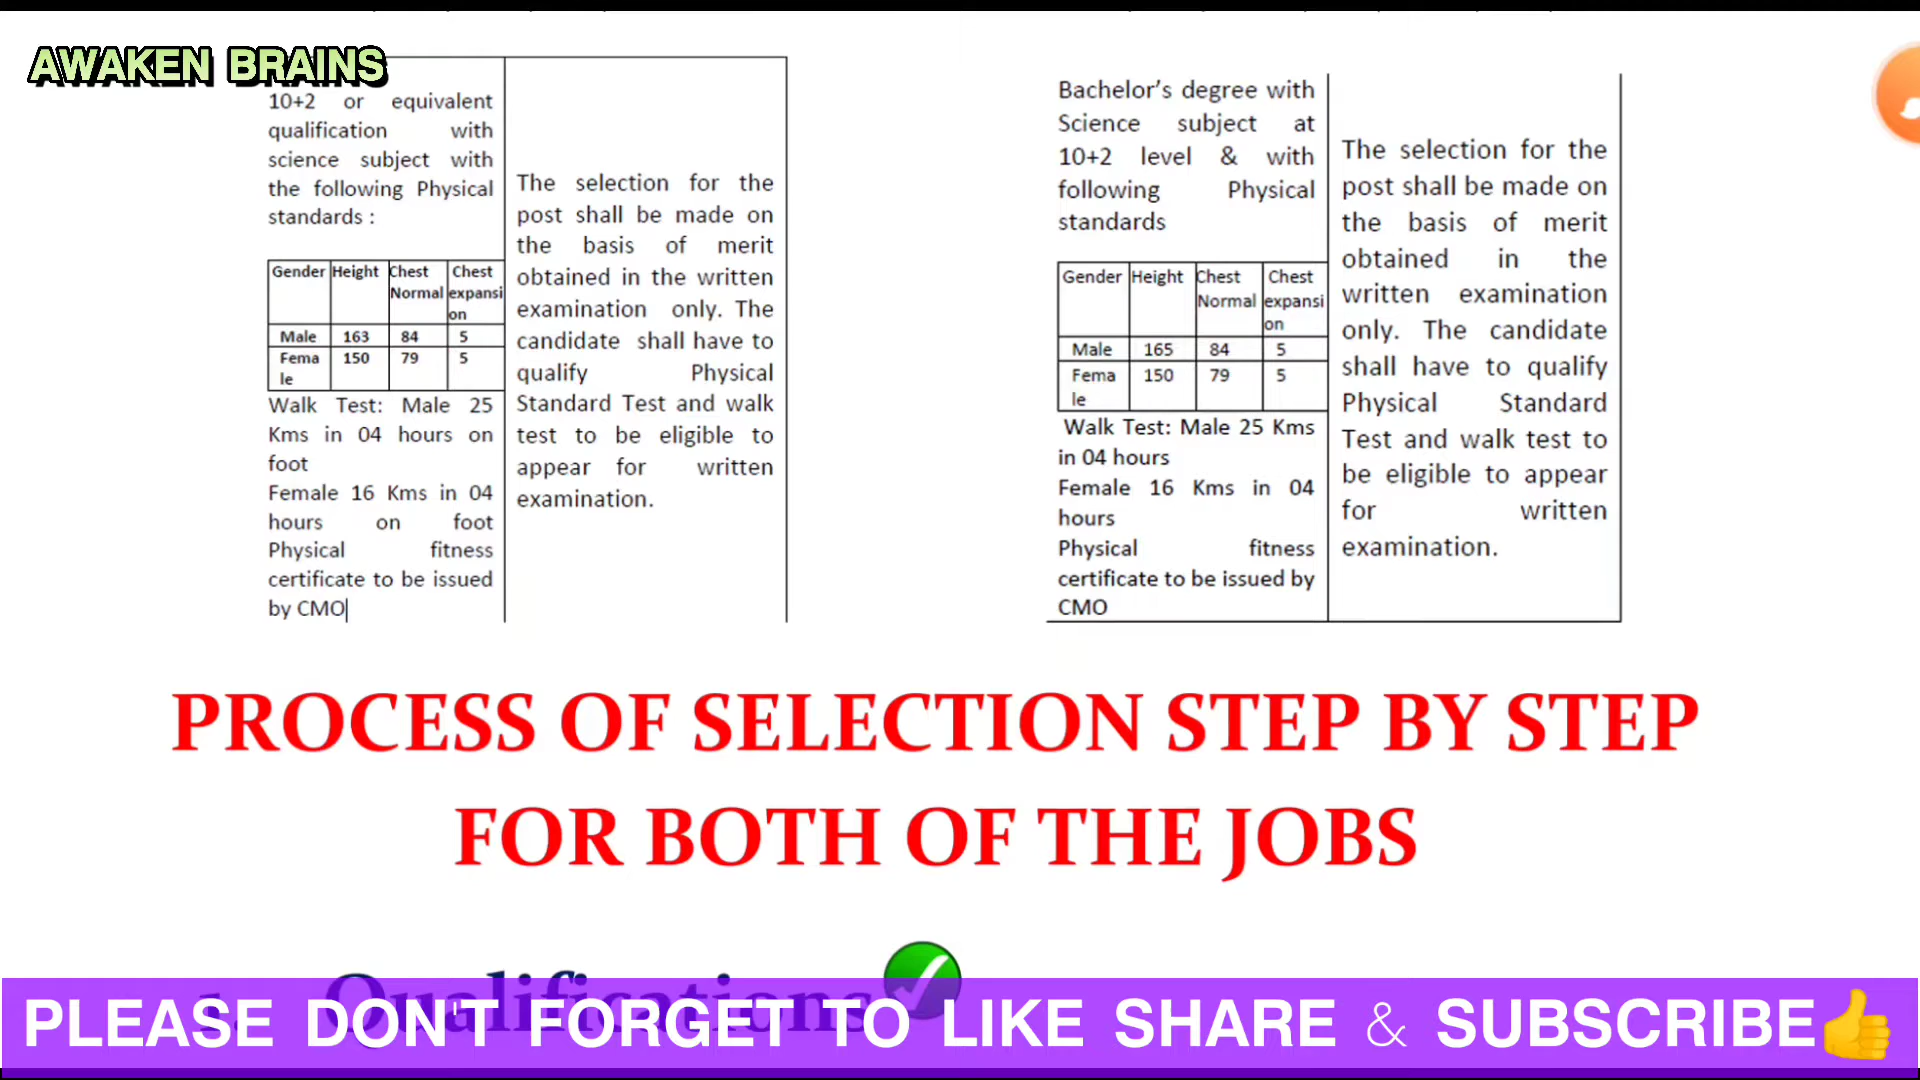 AWAKEN BRAINS
10+2 or equivalent
qualification with
science subject with
the following Physical
standards :
Gender Height Chest Normal Chest expansi on
Male 163 84 5
Fema le 150 79 5
Walk Test: Male 25
Kms in 04 hours on
foot
Female 16 Kms in 04
hours on foot
Physical fitness
certificate to be issued
by CMO
The selection for the
post shall be made on
the basis of merit
obtained in the written
examination only. The
candidate shall have to
qualify Physical
Standard Test and walk
test to be eligible to
appear for written
examination.
Bachelor's degree with
Science subject at
10+2 level & with
following Physical
standards
Gender Height Chest Normal Chest expansi on
Male 165 84 5
Fema le 150 79 5
Walk Test: Male 25 Kms
in 04 hours
Female 16 Kms in 04
hours
Physical fitness
certificate to be issued by
CMO
The selection for the
post shall be made on
the basis of merit
obtained in the
written examination
only. The candidate
shall have to qualify
Physical Standard
Test and walk test to
be eligible to appear
for written
examination.
PROCESS OF SELECTION STEP BY STEP
FOR BOTH OF THE JOBS
1. Qualifications
PLEASE DON'T FORGET TO LIKE SHARE & SUBSCRIBE